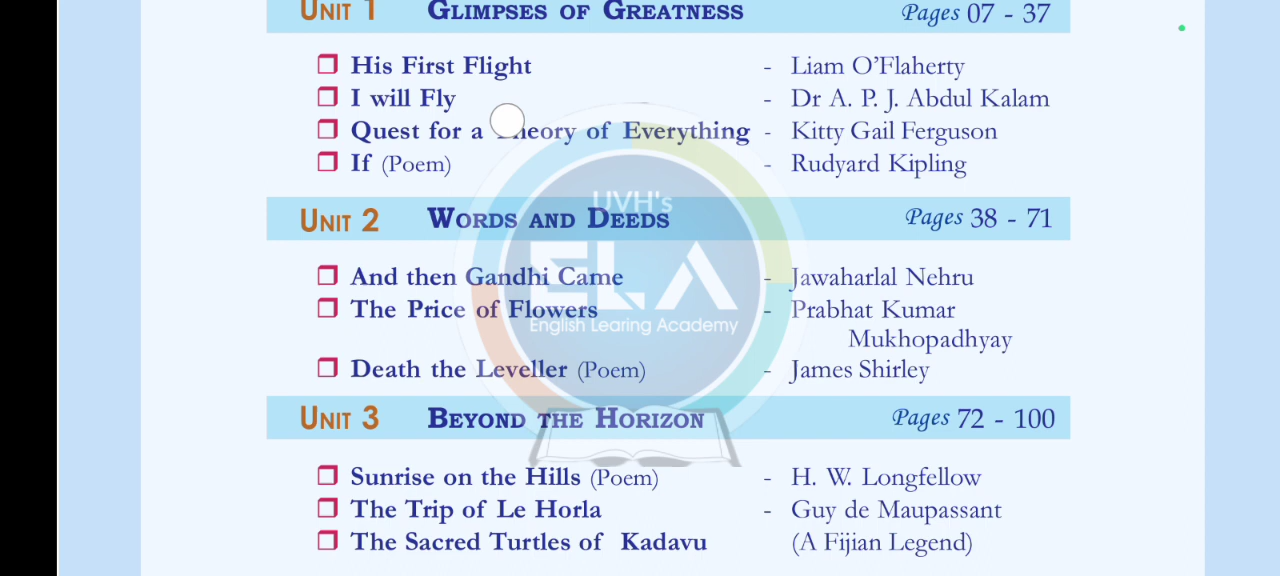 UNIT 1 GLIMPSES OF GREATNESS Pages 07 - 37
His First Flight - Liam O'Flaherty
I will Fly - Dr A. P. J. Abdul Kalam
Quest for a Theory of Everything - Kitty Gail Ferguson
If (Poem) - Rudyard Kipling
UVH's
UNIT 2 WORDS AND DEEDS Pages 38 - 71
ELA
And then Gandhi Came - Jawaharlal Nehru
The Price of Flowers - Prabhat Kumar
English Learing Academy
Mukhopadhyay
Death the Leveller (Poem) - James Shirley
UNIT 3 BEYOND THE HORIZON Pages 72 - 100
Sunrise on the Hills (Poem) - H. W. Longfellow
The Trip of Le Horla - Guy de Maupassant
The Sacred Turtles of Kadavu (A Fijian Legend)